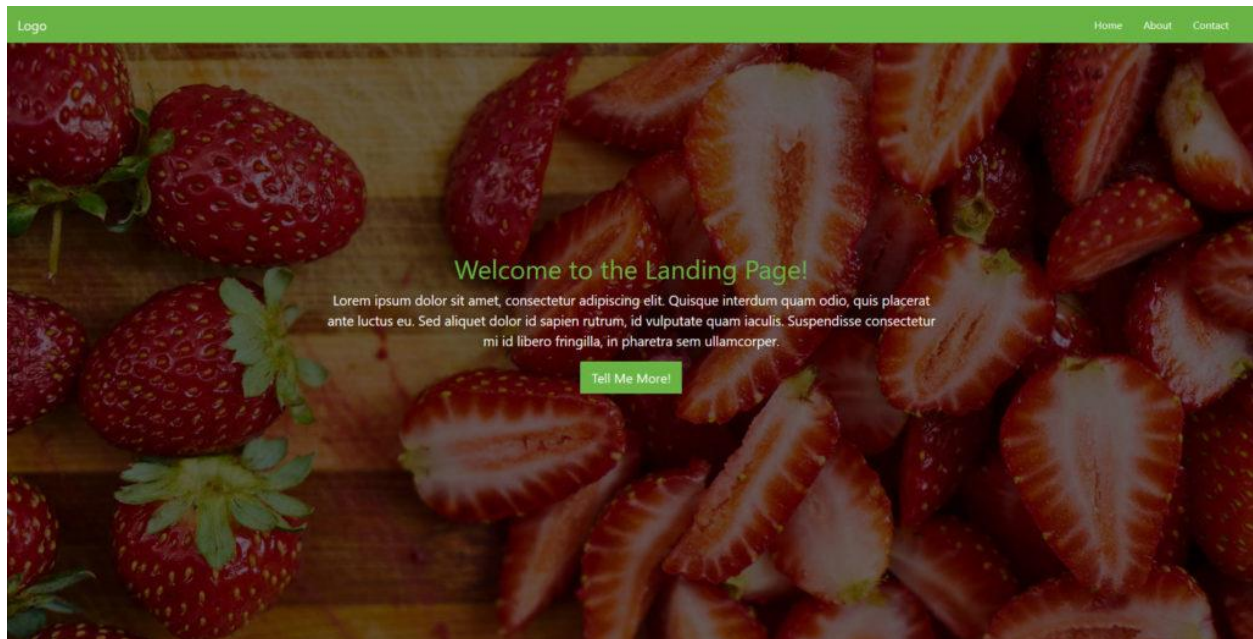 Logo
Home About Contact
Welcome to the Landing Page!
Lorem ipsum dolor sit amet, consectetur adipiscing elit. Quisque interdum quam odio, quis placerat
ante luctus eu. Sed aliquet dolor id sapien rutrum, id vulputate quam iaculis. Suspendisse consectetur
mi id libero fringilla, in pharetra sem ullamcorper.
Tell Me More!